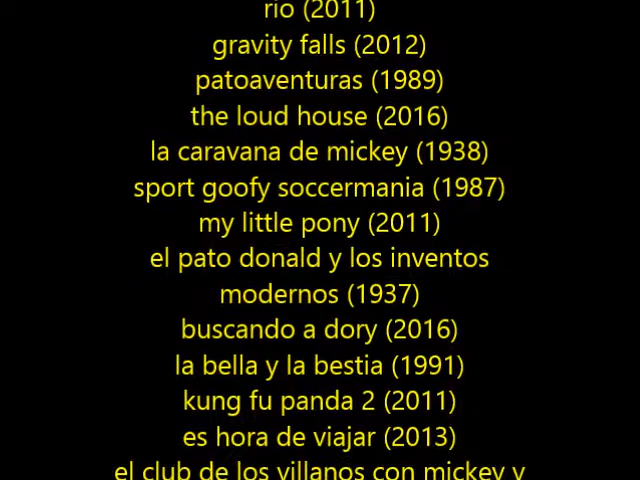 rio (2011)
gravity falls (2012)
patoaventuras (1989)
the loud house (2016)
la caravana de mickey (1938)
sport goofy soccermania (1987)
my little pony (2011)
el pato donald y los inventos
modernos (1937)
buscando a dory (2016)
la bella y la bestia (1991)
kung fu panda 2 (2011)
es hora de viajar (2013)
el club de los villanos con mickey y